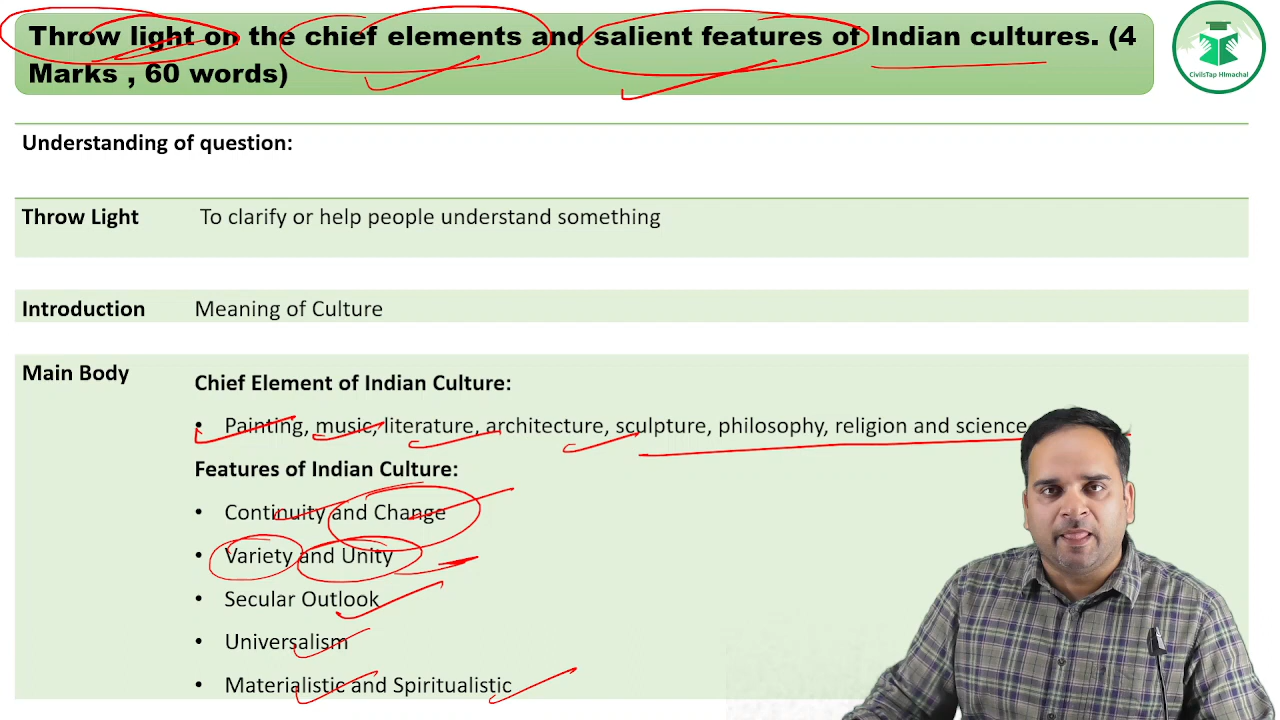 Throw light on the chief elements and salient features of Indian cultures. (4
Marks , 60 words)
CivilsTap HImachal
Understanding of question:
Throw Light To clarify or help people understand something
Introduction Meaning of Culture
Main Body
Chief Element of Indian Culture:
• Painting, music, literature, architecture, sculpture, philosophy, religion and science
Features of Indian Culture:
• Continuity and Change
• Variety and Unity
• Secular Outlook
• Universalism
• Materialistic and Spiritualistic